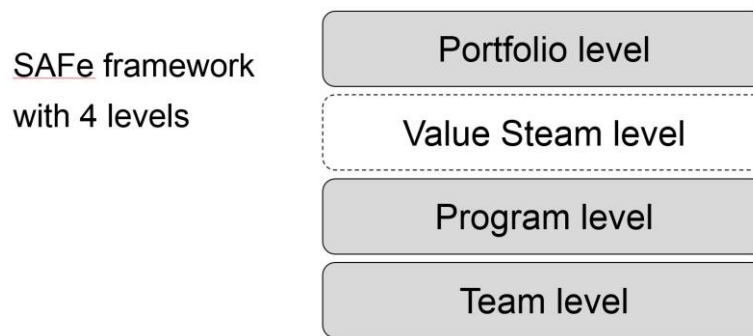 SAFe framework
with 4 levels
Portfolio level
Value Steam level
Program level
Team level